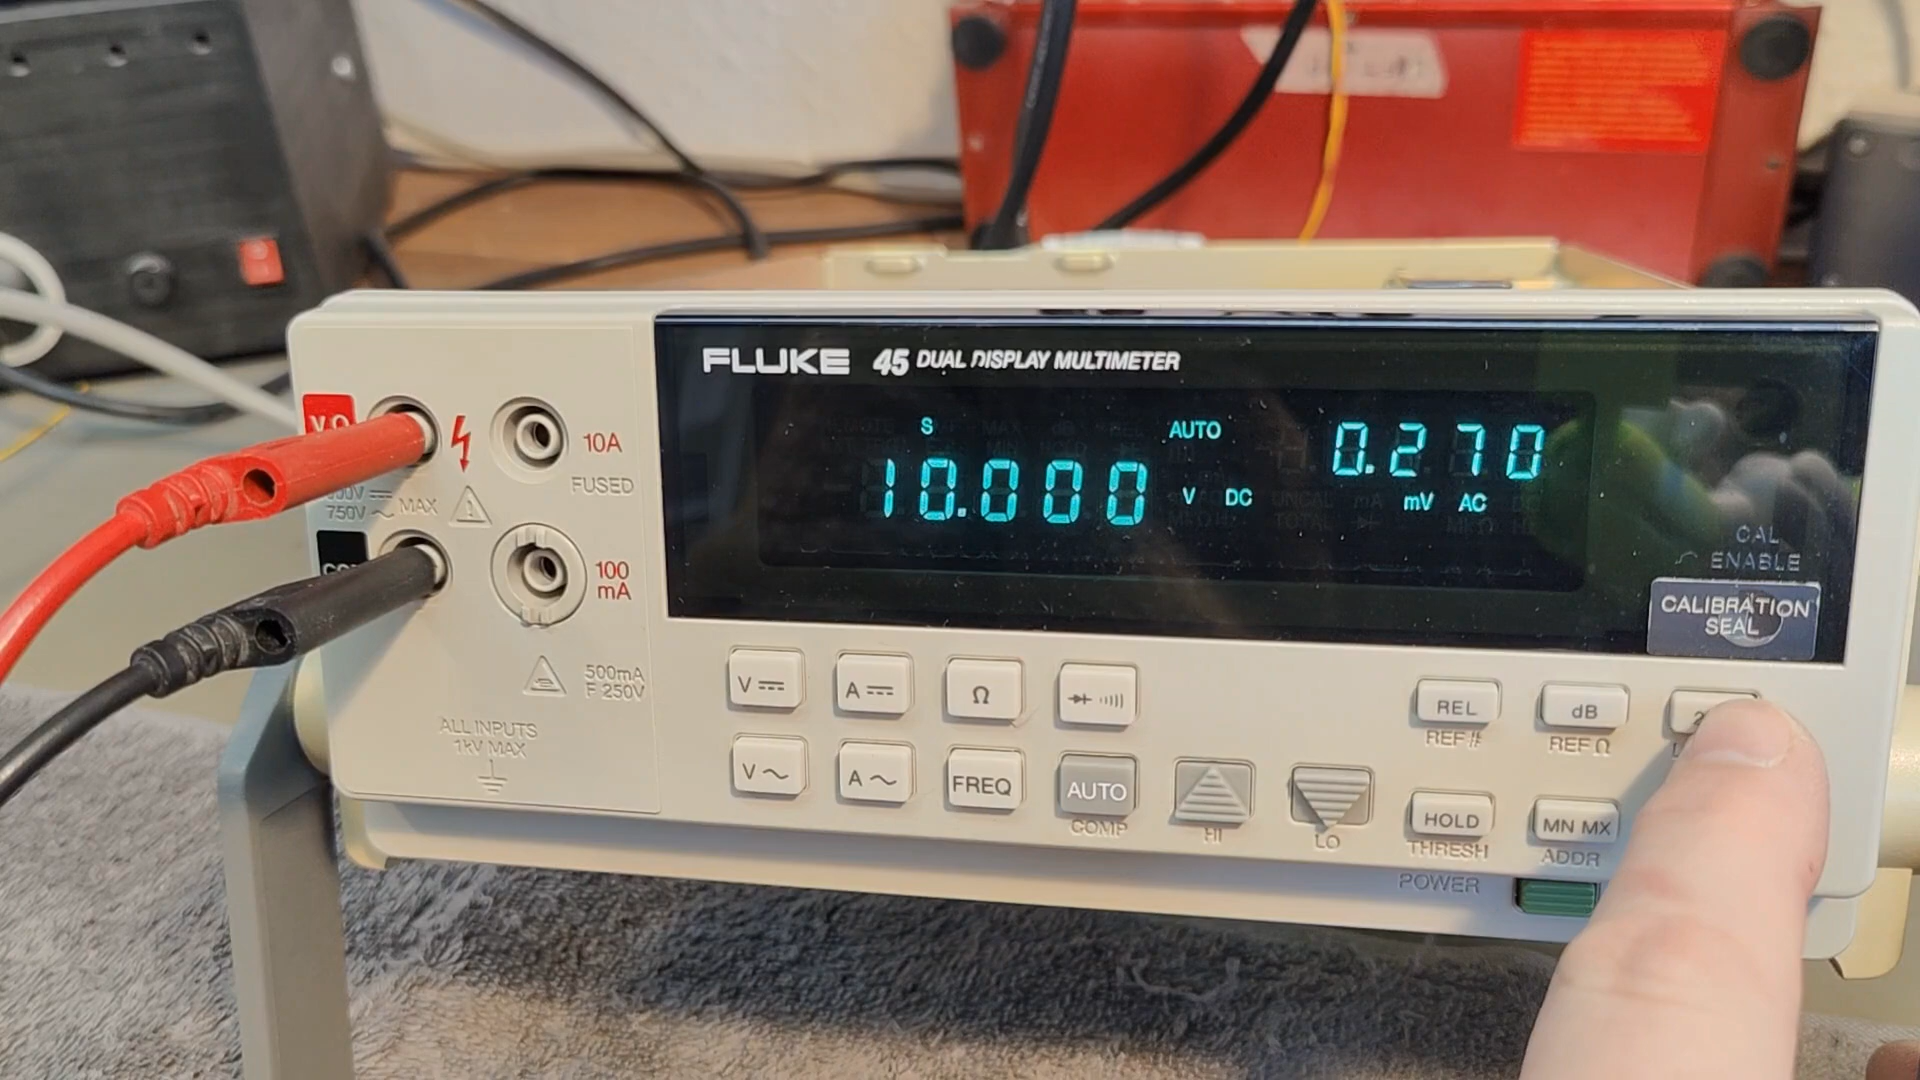 FLUKE 45 DUAL DISPLAY MULTIMETER
S
AUTO
10.000 V DC
0.270
mV AC
CAL
ENABLE
CALIBRATION
SEAL
10A
FUSED
750V MAX
100
mA
500mA
F 250V
ALL INPUTS
1kV MAX
V
A
Ω
REL
dB
REF #
REF Ω
V
A
FREQ
AUTO
COMP
HI
LO
HOLD
MN MX
THRESH
ADDR
POWER